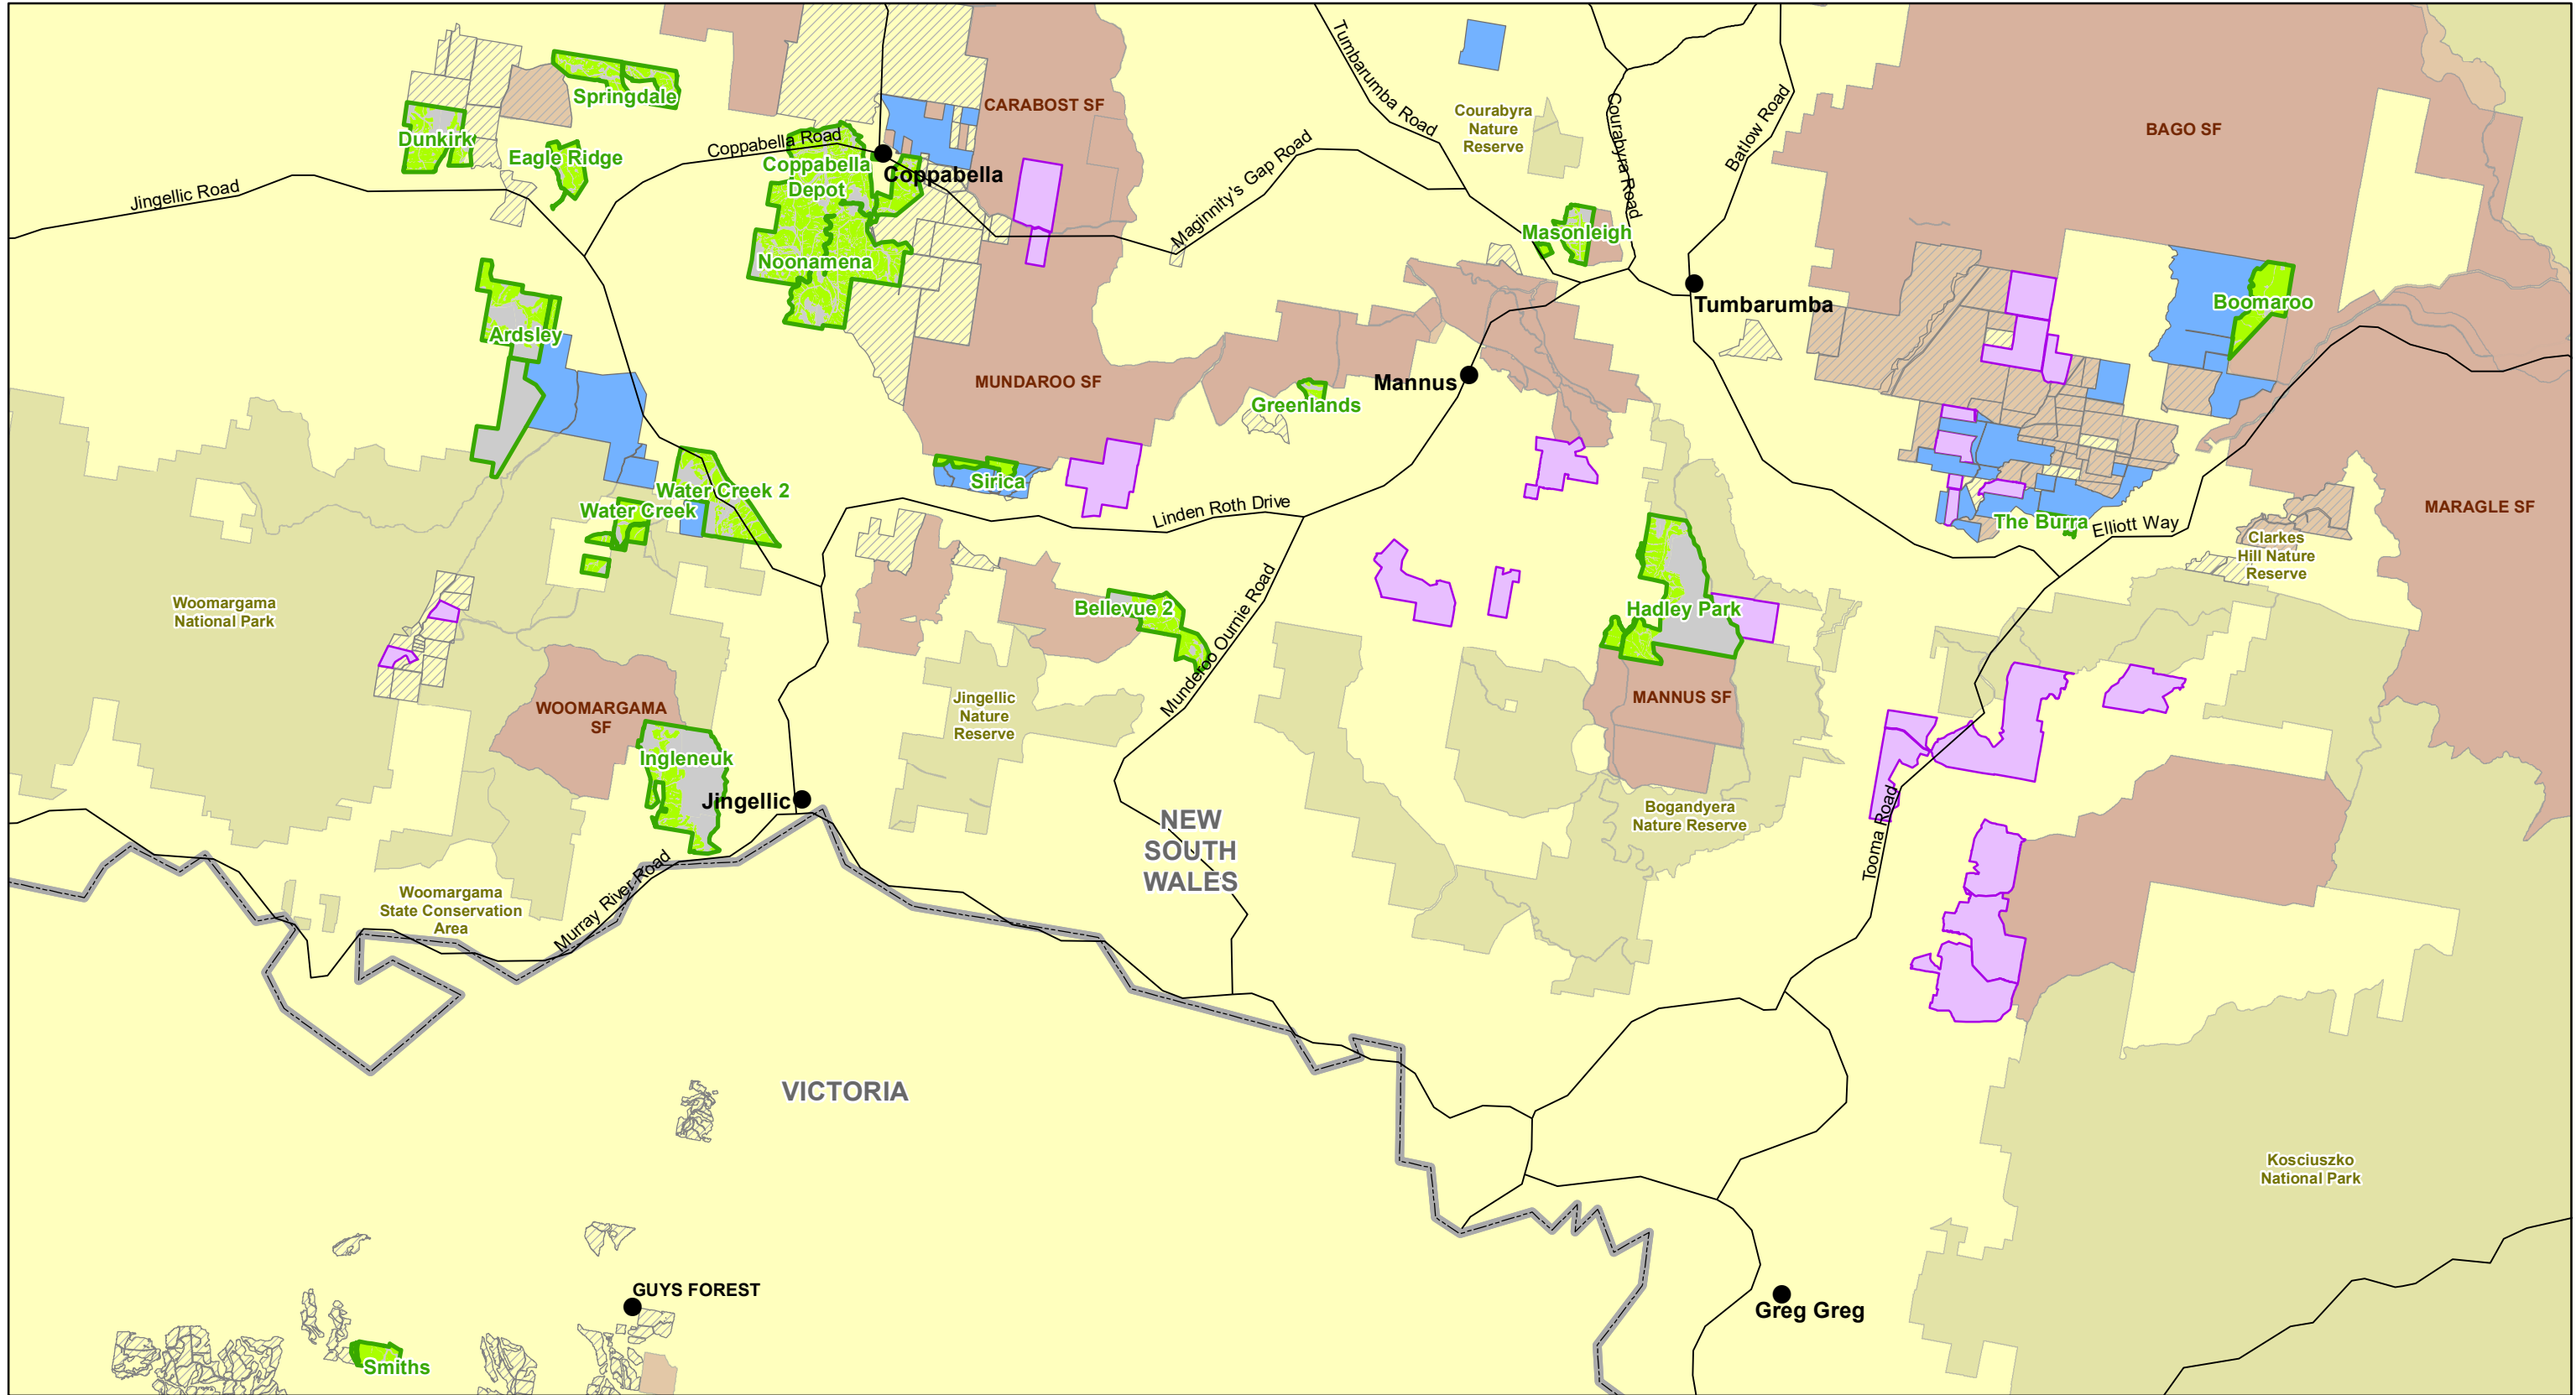 Springdale
Dunkirk
Eagle Ridge
Coppabella Road
Coppabella
Depot
Coppabella
CARABOST SF
Tumbarumba Road
Courabyra
Nature
Reserve
Courabyra Road
Batlow Road
BAGO SF
Jingellic Road
Maginnity's Gap Road
Masonleigh
Noonamena
Tumbarumba
Boomaroo
Ardsley
MUNDAROO SF
Mannus
Greenlands
Sirica
Water Creek 2
Water Creek
Linden Roth Drive
The Burra
Elliott Way
MARAGLE SF
Clarkes
Hill Nature
Reserve
Woomargama
National Park
Bellevue 2
Munderoo Ournie Road
Hadley Park
WOOMARGAMA
SF
Jingellic
Nature
Reserve
MANNUS SF
Ingleneuk
Jingellic
NEW
SOUTH
WALES
Bogandyera
Nature Reserve
Tooma Road
Woomargama
State Conservation
Area
Murray River Road
VICTORIA
Kosciuszko
National Park
GUYS FOREST
Greg Greg
Smiths